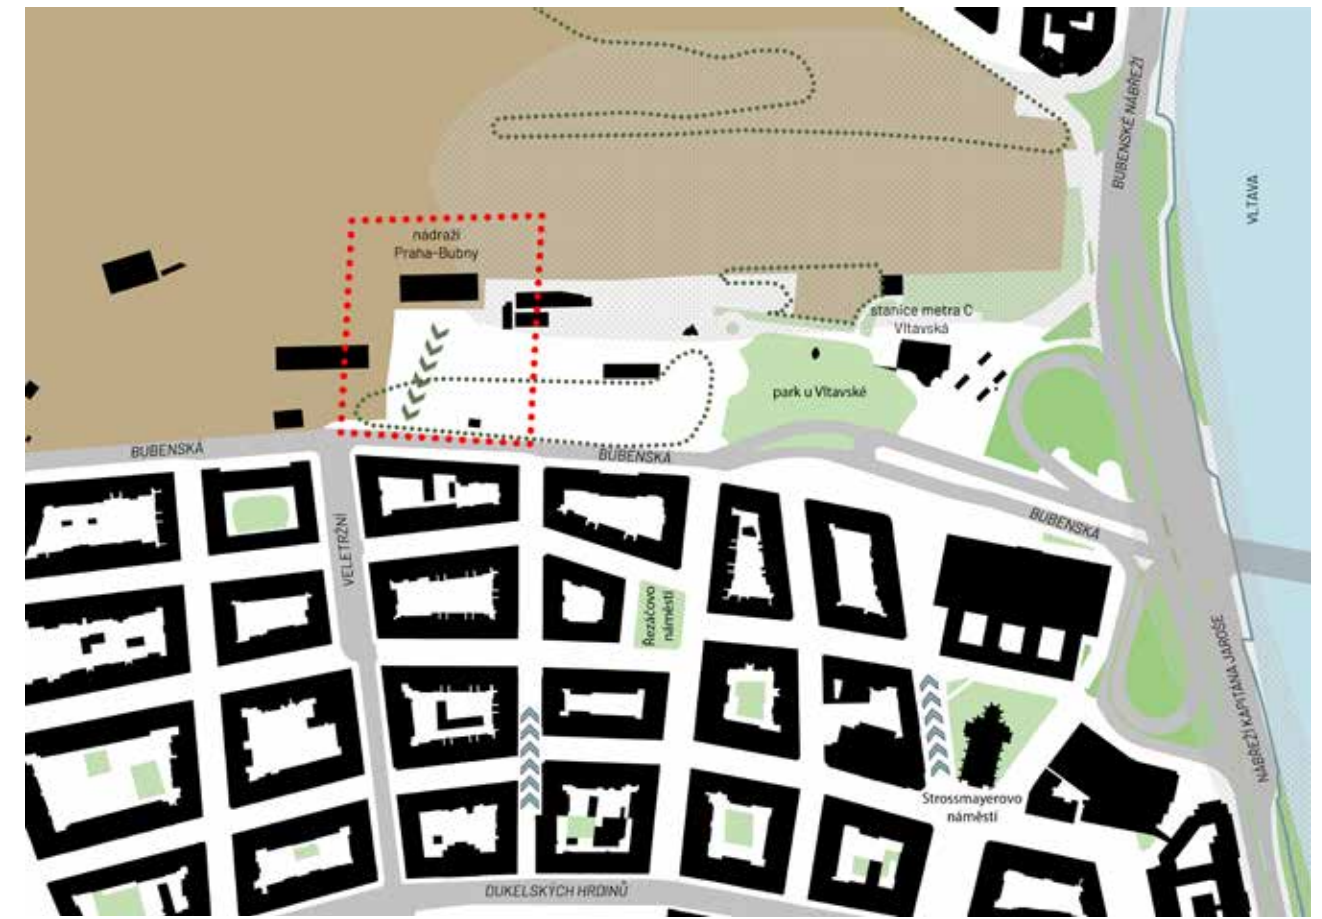 BUBENSKÉ NÁBŘEŽÍ
VLTAVA
nádraží
Praha-Bubny
stanice metra C
Vltavská
park u Vltavské
BUBENSKÁ
BUBENSKÁ
BUBENSKÁ
VELETRŽNÍ
Řezáčovo
náměstí
NÁBŘEŽÍ KAPITÁNA JAROŠE
Strossmayerovo
náměstí
DUKELSKÝCH HRDINŮ